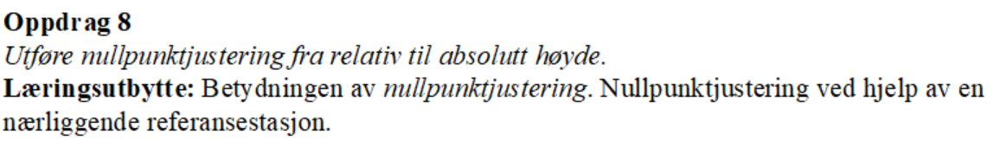 Oppdrag 8
Utføre nullpunktjustering fra relativ til absolutt høyde.
Læringsutbytte: Betydningen av nullpunktjustering. Nullpunktjustering ved hjelp av en
nærliggende referansestasjon.